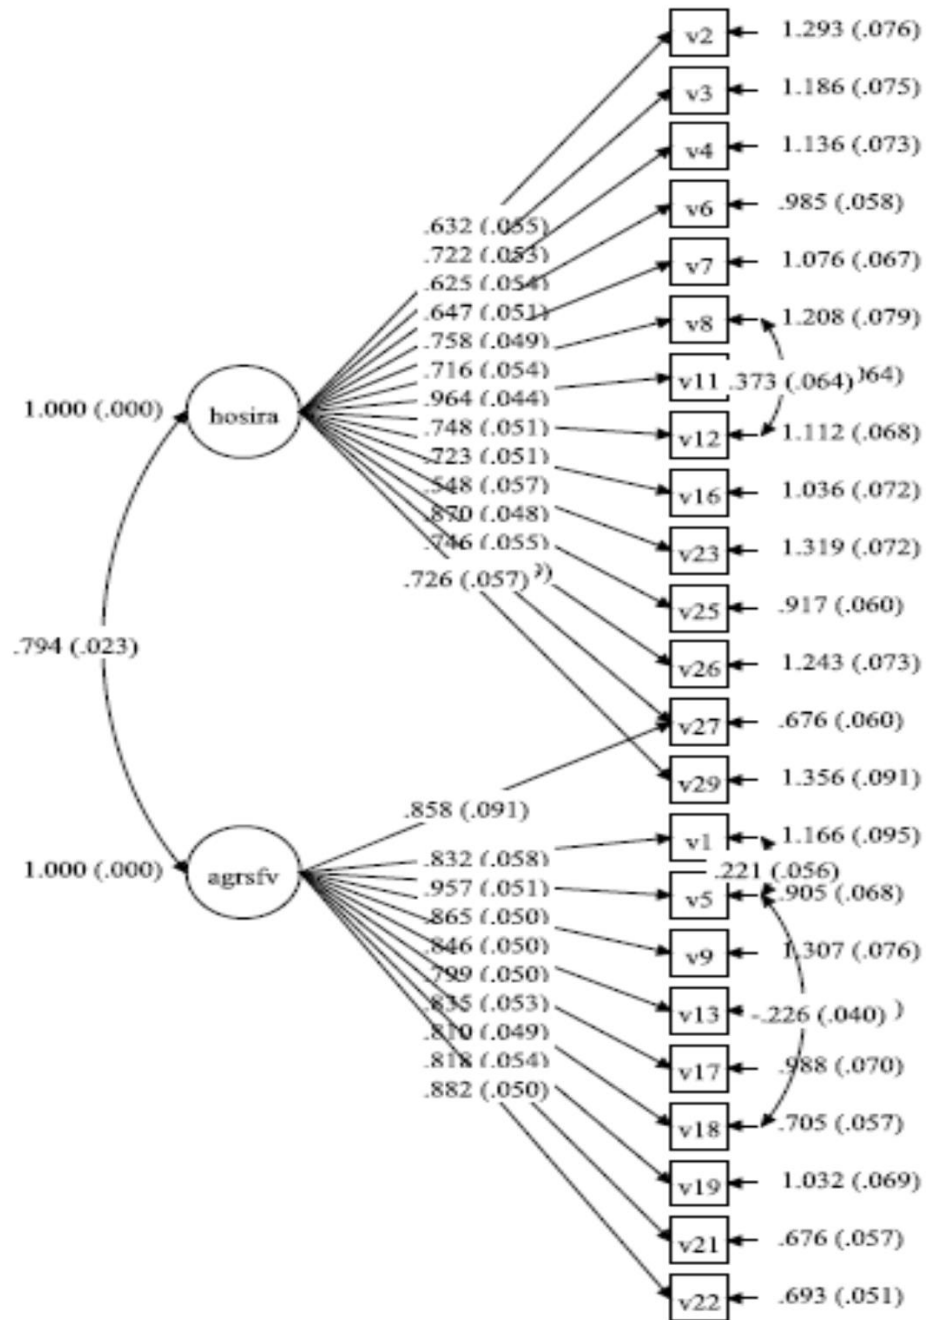 v2 1.293 (.076)
v3 1.186 (.075)
v4 1.136 (.073)
v6 .985 (.058)
.632 (.055)
.722 (.053)
v7 1.076 (.067)
.625 (.054)
.647 (.051)
v8 1.208 (.079)
.758 (.049)
.716 (.054)
v11 .373 (.064) 064)
.964 (.044)
1.000 (.000) hosira
.748 (.051)
v12 1.112 (.068)
.723 (.051)
.548 (.057)
v16 1.036 (.072)
.870 (.048)
.746 (.055)
v23 1.319 (.072)
.726 (.057)
v25 .917 (.060)
.794 (.023)
v26 1.243 (.073)
v27 .676 (.060)
v29 1.356 (.091)
.858 (.091)
v1 1.166 (.095)
.832 (.058)
1.000 (.000) agrsfv
.221 (.056)
.957 (.051)
v5 .905 (.068)
.865 (.050)
.846 (.050)
v9 1.307 (.076)
.799 (.050)
.835 (.053)
v13 -.226 (.040) )
.810 (.049)
.818 (.054)
v17 .988 (.070)
.882 (.050)
v18 .705 (.057)
v19 1.032 (.069)
v21 .676 (.057)
v22 .693 (.051)